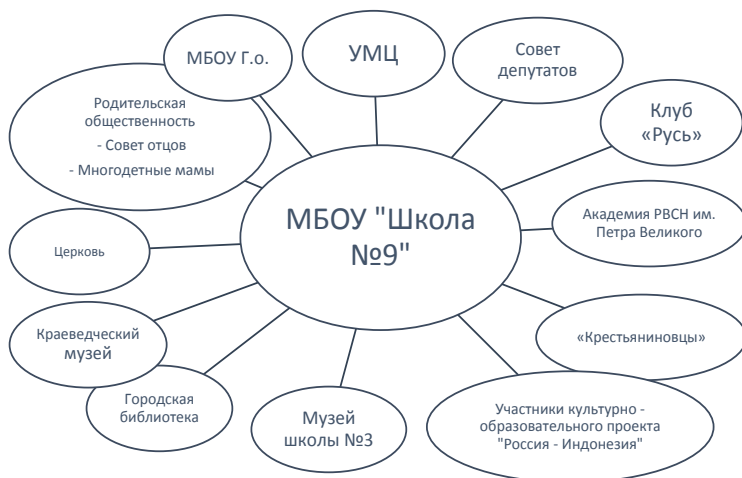 МБОУ Г.о.
УМЦ
Совет
депутатов
Родительская
общественность
- Совет отцов
- Многодетные мамы
Клуб
«Русь»
МБОУ "Школа
№9"
Академия РВСН им.
Петра Великого
Церковь
Краеведческий
музей
«Крестьяниновцы»
Городская
библиотека
Музей
школы №3
Участники культурно -
образовательного проекта
"Россия - Индонезия"